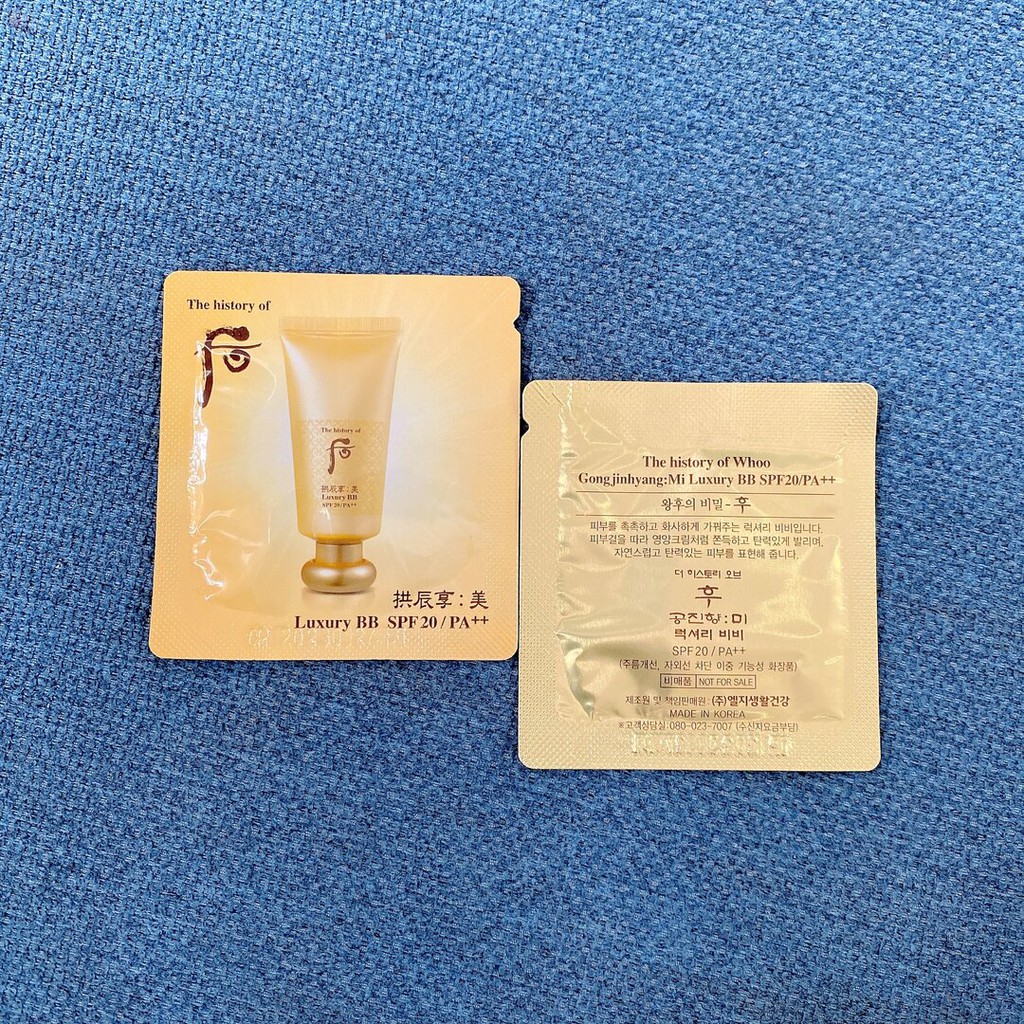 The history of
后
The history of
后
拱辰享:美
Luxury BB
SPF20/PA++
拱辰享:美
Luxury BB SPF20/PA++
The history of Whoo
Gongjinhyang:Mi Luxury BB SPF20/PA++
왕후의 비밀-후
피부를 촉촉하고 화사하게 가꿔주는 럭셔리 비비입니다.
피부결을 따라 영양크림처럼 쫀득하고 탄력있게 발리며,
자연스럽고 탄력있는 피부를 표현해 줍니다.
더 히스토리 오브
후
공진향:미
럭셔리 비비
SPF20/PA++
(주름개선, 자외선 차단 이중 기능성 화장품)
비매품 NOT FOR SALE
제조원 및 책임판매원 : (주)엘지생활건강
MADE IN KOREA
※고객상담실:080-023-7007 (수신자요금부담)